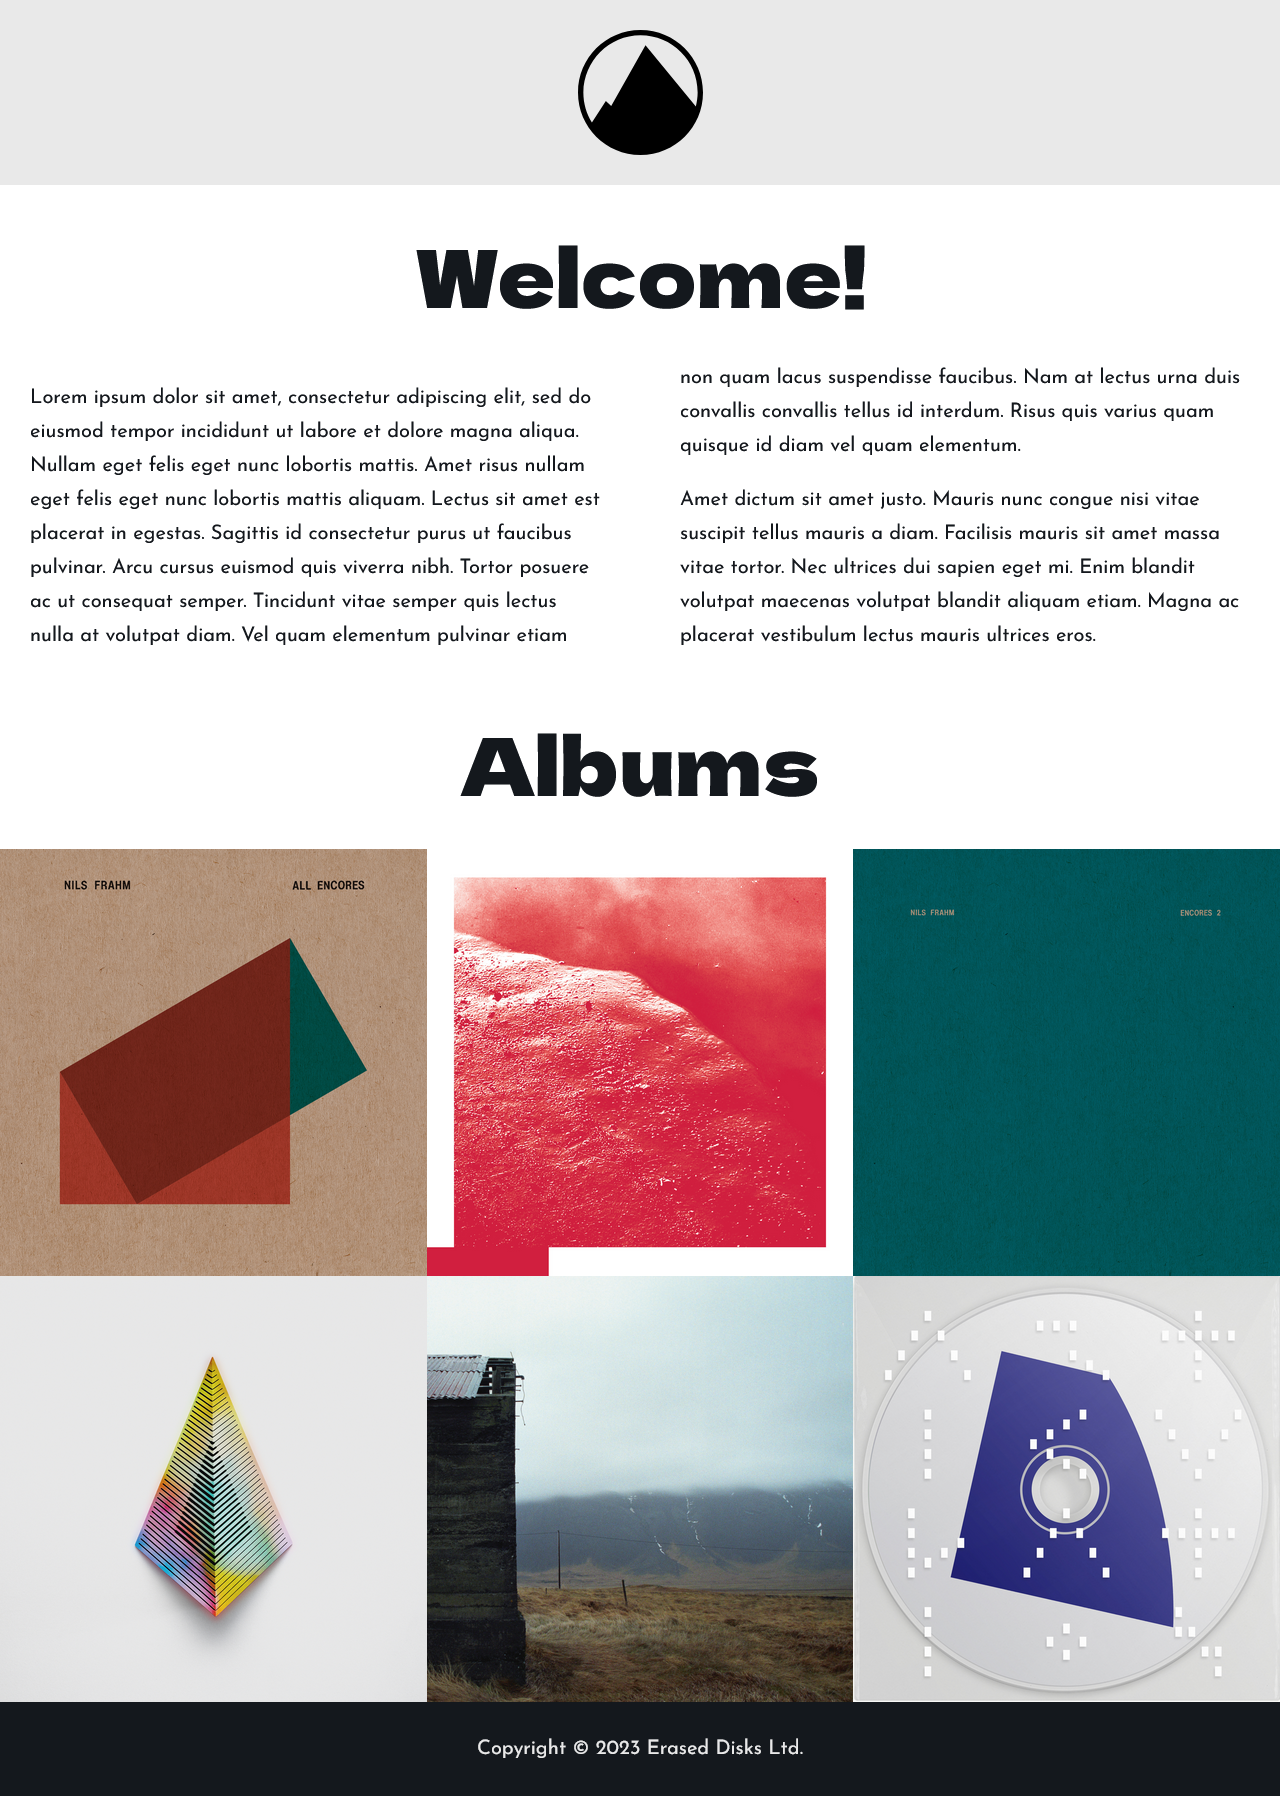 Welcome!
Lorem ipsum dolor sit amet, consectetur adipiscing elit, sed do
eiusmod tempor incididunt ut labore et dolore magna aliqua.
Nullam eget felis eget nunc lobortis mattis. Amet risus nullam
eget felis eget nunc lobortis mattis aliquam. Lectus sit amet est
placerat in egestas. Sagittis id consectetur purus ut faucibus
pulvinar. Arcu cursus euismod quis viverra nibh. Tortor posuere
ac ut consequat semper. Tincidunt vitae semper quis lectus
nulla at volutpat diam. Vel quam elementum pulvinar etiam
non quam lacus suspendisse faucibus. Nam at lectus urna duis
convallis convallis tellus id interdum. Risus quis varius quam
quisque id diam vel quam elementum.
Amet dictum sit amet justo. Mauris nunc congue nisi vitae
suscipit tellus mauris a diam. Facilisis mauris sit amet massa
vitae tortor. Nec ultrices dui sapien eget mi. Enim blandit
volutpat maecenas volutpat blandit aliquam etiam. Magna ac
placerat vestibulum lectus mauris ultrices eros.
Albums
NILS FRAHM
ALL ENCORES
NILS FRAHM
ENCORES 2
Copyright © 2023 Erased Disks Ltd.